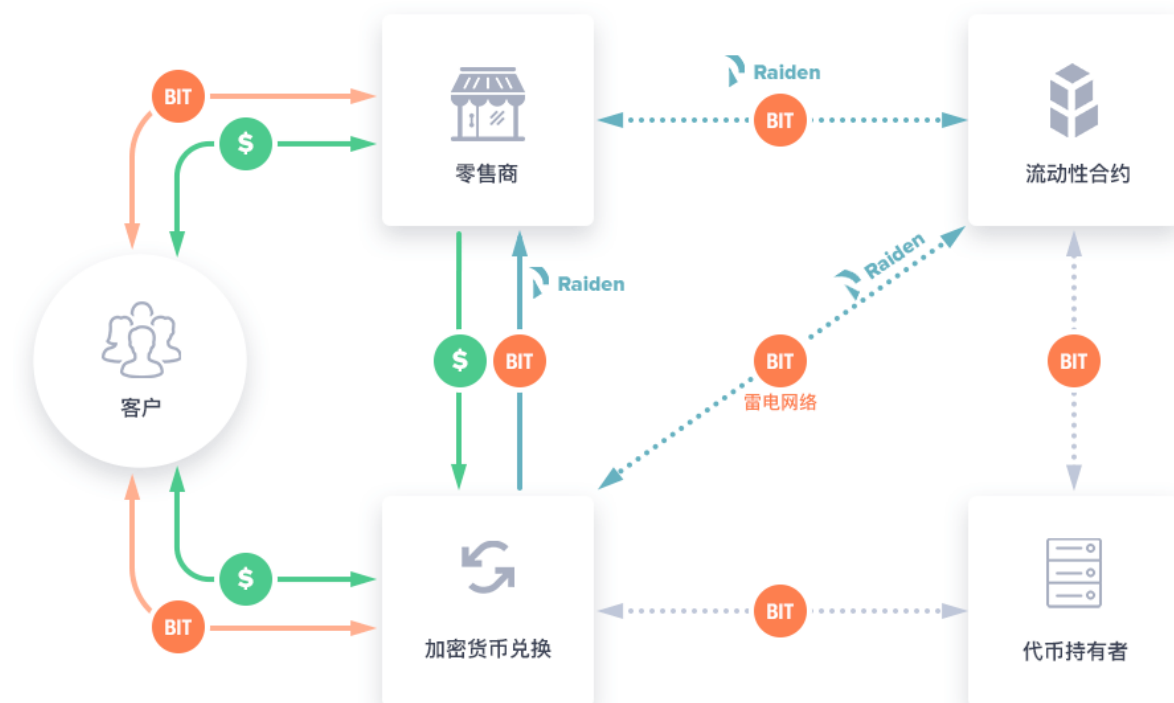 BIT
$
零售商
Raiden
BIT
流动性合约
Raiden
Raiden
客户
$
BIT
BIT
雷电网络
BIT
$
BIT
加密货币兑换
BIT
代币持有者